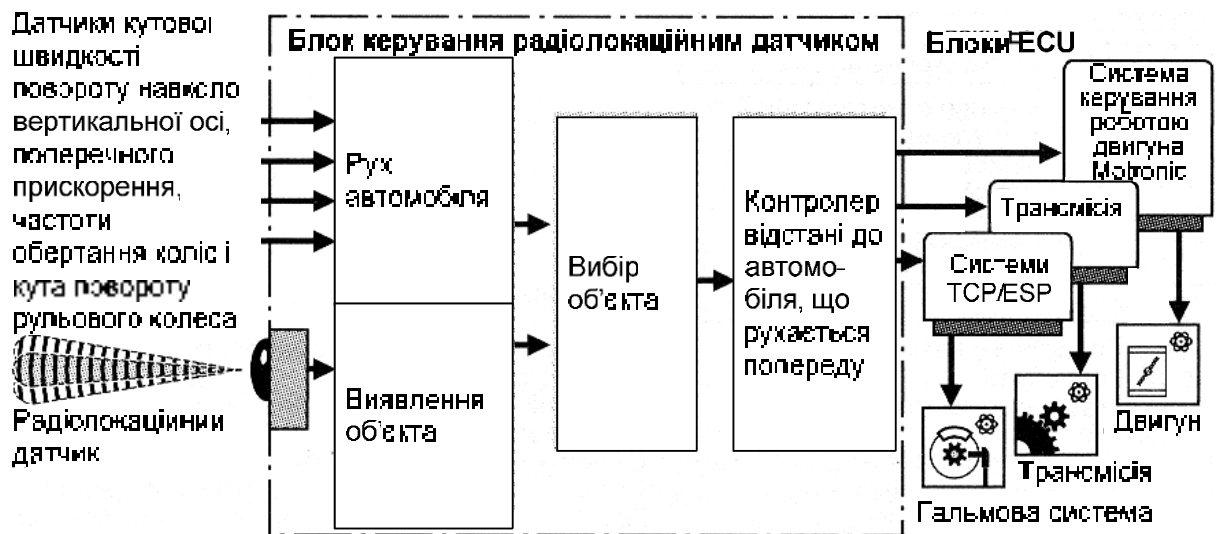 Датчики кутової
швидкості
повороту навколо
вертикальної осі,
поперечного
прискорення,
частоти
обертання коліс і
кута повороту
рульового колеса
Радіолокаційний
датчик
Блок керування радіолокаційним датчиком
Рух
автомобіля
Виявлення
об'єкта
Вибір
об'єкта
Контролер
відстані до
автомо-
біля, що
рухається
попереду
Блоки ECU
Система
керування
роботою
двигуна
Motronic
Трансмісія
Системи
TCP/ESP
Двигун
Трансмісія
Гальмова система